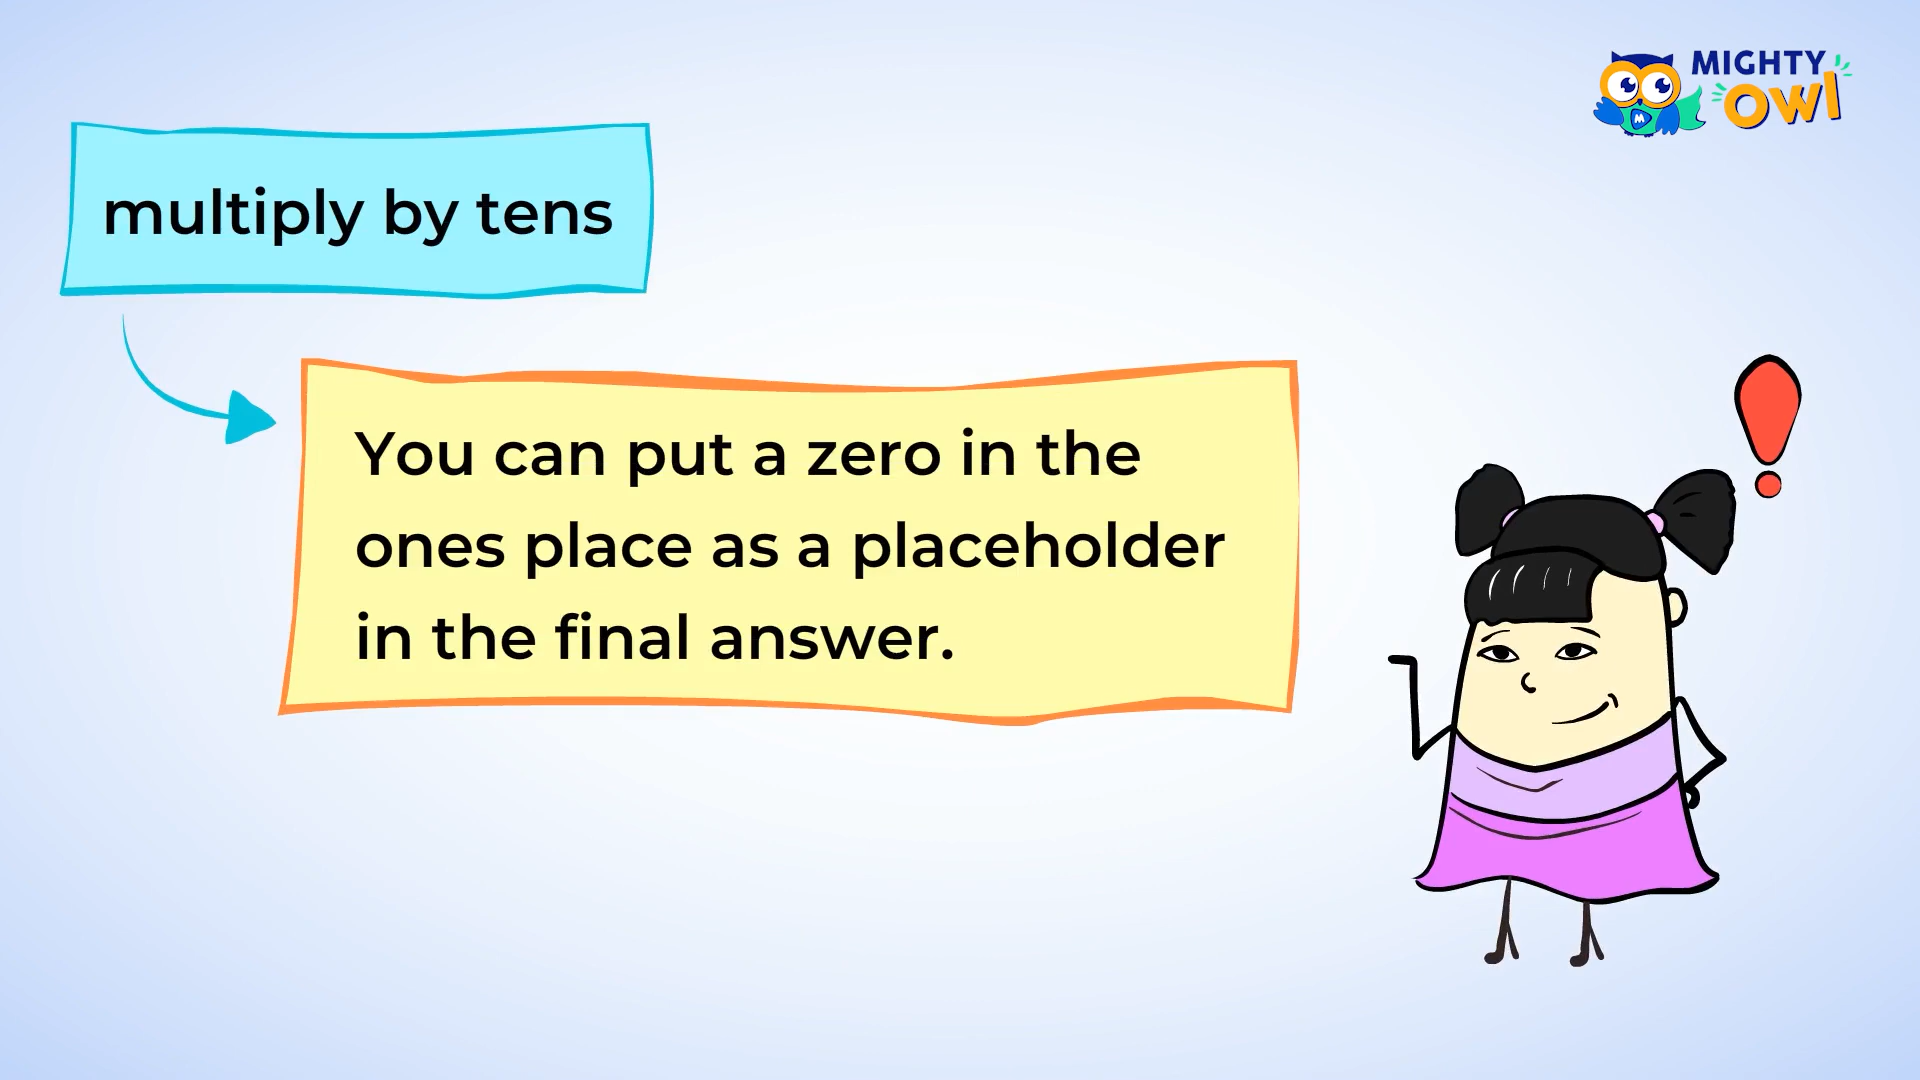 MIGHTY
OWl
multiply by tens
You can put a zero in the
ones place as a placeholder
in the final answer.